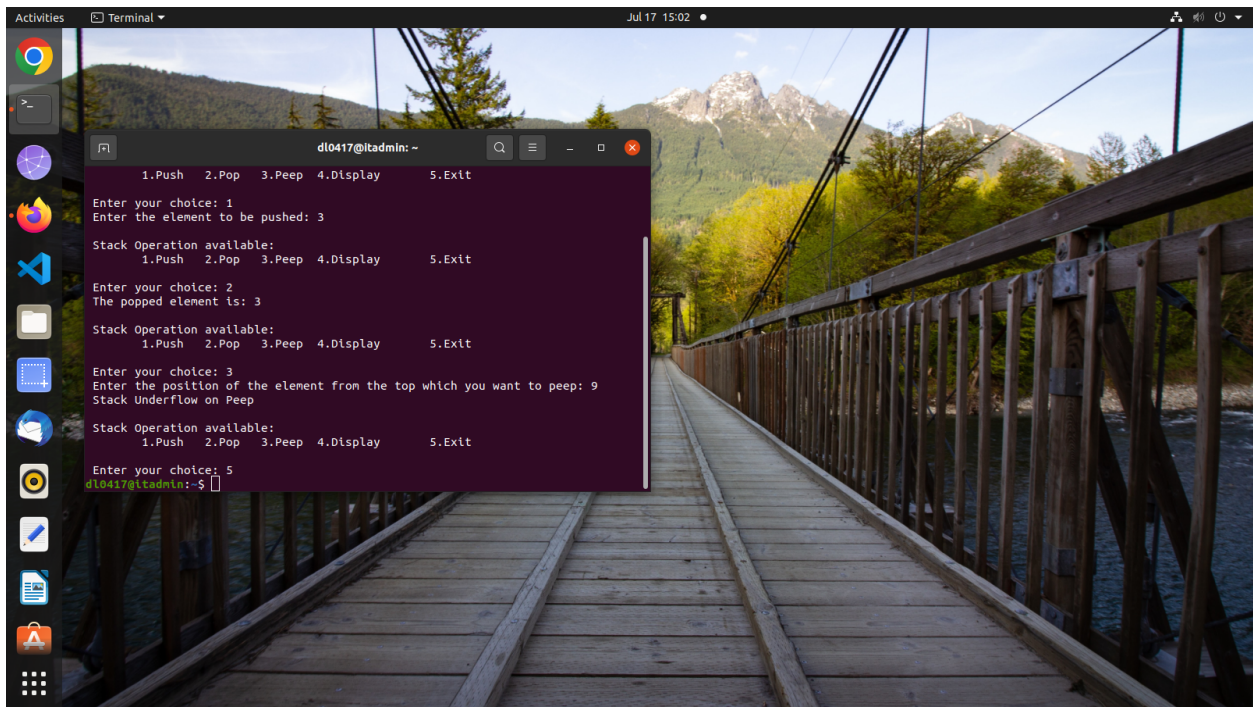 Activities Terminal Jul 17 15:02
dl0417@itadmin: ~
1.Push 2.Pop 3.Peep 4.Display 5.Exit
Enter your choice: 1
Enter the element to be pushed: 3
Stack Operation available:
1.Push 2.Pop 3.Peep 4.Display 5.Exit
Enter your choice: 2
The popped element is: 3
Stack Operation available:
1.Push 2.Pop 3.Peep 4.Display 5.Exit
Enter your choice: 3
Enter the position of the element from the top which you want to peep: 9
Stack Underflow on Peep
Stack Operation available:
1.Push 2.Pop 3.Peep 4.Display 5.Exit
Enter your choice: 5
dl0417@itadmin:~$